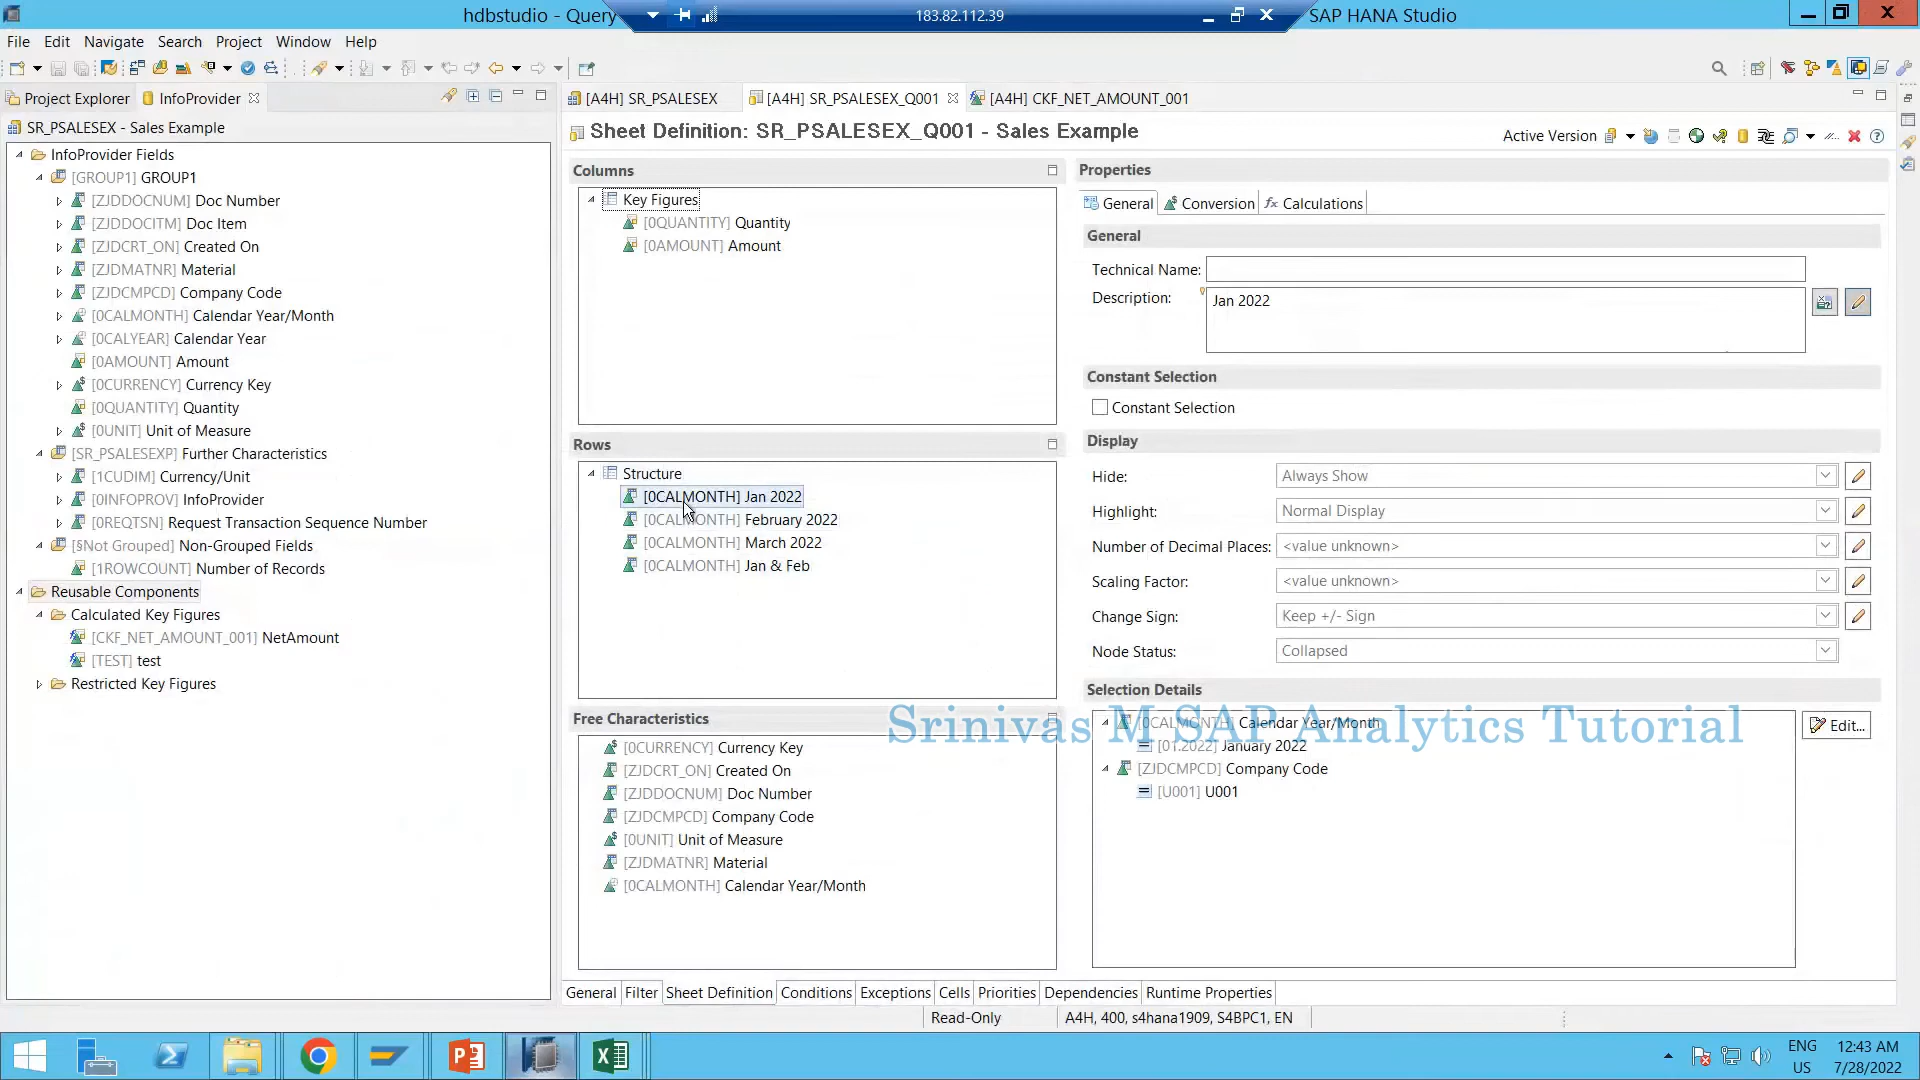 hdbstudio - Query
183.82.112.39
SAP HANA Studio
File Edit Navigate Search Project Window Help
Project Explorer
InfoProvider
[A4H] SR_PSALESEX
[A4H] SR_PSALESEX_Q001
[A4H] CKF_NET_AMOUNT_001
SR_PSALESEX - Sales Example
InfoProvider Fields
[GROUP1] GROUP1
[ZJDDOCNUM] Doc Number
[ZJDDOCITM] Doc Item
[ZJDCRT_ON] Created On
[ZJDMATNR] Material
[ZJDCMPCD] Company Code
[0CALMONTH] Calendar Year/Month
[0CALYEAR] Calendar Year
[0AMOUNT] Amount
[0CURRENCY] Currency Key
[0QUANTITY] Quantity
[0UNIT] Unit of Measure
[SR_PSALESEXP] Further Characteristics
[1CUDIM] Currency/Unit
[0INFOPROV] InfoProvider
[0REQTSN] Request Transaction Sequence Number
[§Not Grouped] Non-Grouped Fields
[1ROWCOUNT] Number of Records
Reusable Components
Calculated Key Figures
[CKF_NET_AMOUNT_001] NetAmount
[TEST] test
Restricted Key Figures
Sheet Definition: SR_PSALESEX_Q001 - Sales Example
Active Version
Columns
Key Figures
[0QUANTITY] Quantity
[0AMOUNT] Amount
Rows
Structure
[0CALMONTH] Jan 2022
[0CALMONTH] February 2022
[0CALMONTH] March 2022
[0CALMONTH] Jan & Feb
Free Characteristics
[0CURRENCY] Currency Key
[ZJDCRT_ON] Created On
[ZJDDOCNUM] Doc Number
[ZJDCMPCD] Company Code
[0UNIT] Unit of Measure
[ZJDMATNR] Material
[0CALMONTH] Calendar Year/Month
Properties
General Conversion Calculations
General
Technical Name:
Description:
Jan 2022
Constant Selection
Constant Selection
Display
Hide: Always Show
Highlight: Normal Display
Number of Decimal Places: <value unknown>
Scaling Factor: <value unknown>
Change Sign: Keep +/- Sign
Node Status: Collapsed
Selection Details
[0CALMONTH] Calendar Year/Month
Srinivas M SAP Analytics Tutorial
Edit...
[01.2022] January 2022
[ZJDCMPCD] Company Code
[U001] U001
General Filter Sheet Definition Conditions Exceptions Cells Priorities Dependencies Runtime Properties
Read-Only
A4H, 400, s4hana1909, S4BPC1, EN
ENG
US
12:43 AM
7/28/2022